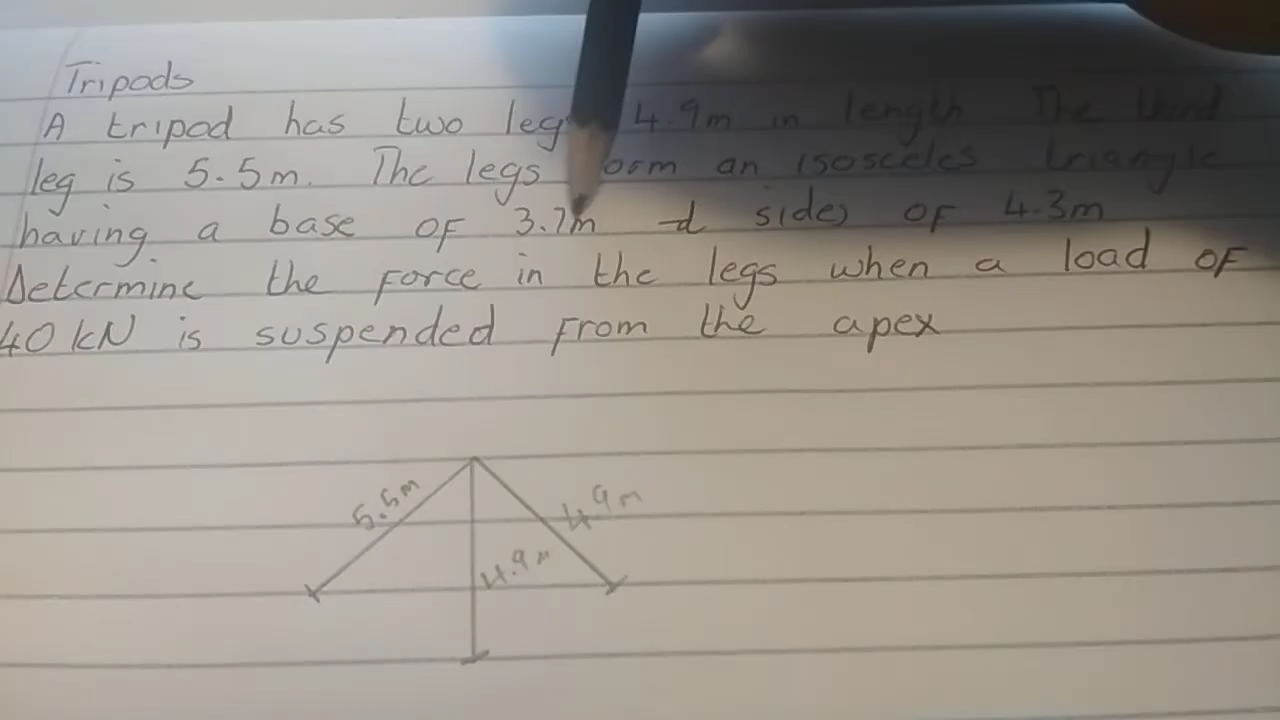 Tripods
A tripod has two leg 4.9m in length The third
leg is 5.5m. The legs form an isosceles triangle
having a base of 3.7m d sides of 4.3m
Determine the force in the legs when a load of
40 kN is suspended from the apex
5.5m
4.9m
4.9m